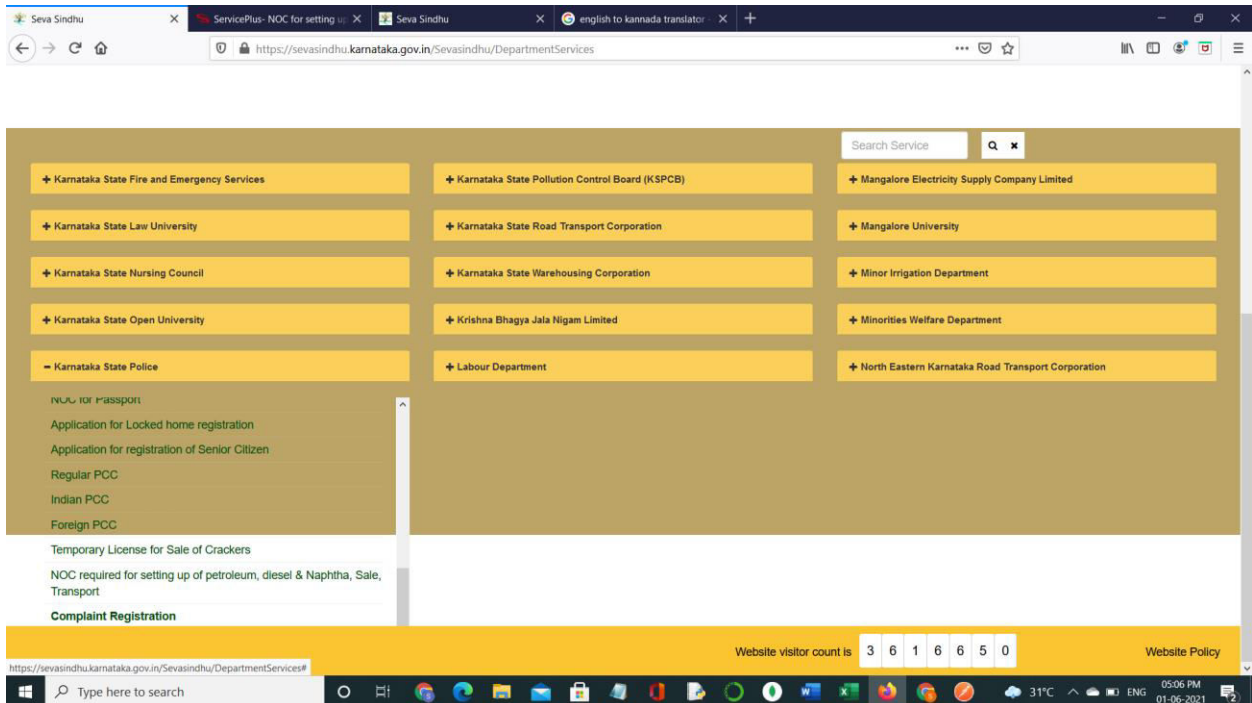 Seva Sindhu
ServicePlus- NOC for setting up
Seva Sindhu
english to kannada translator -
https://sevasindhu.karnataka.gov.in/Sevasindhu/DepartmentServices
Search Service
Karnataka State Fire and Emergency Services
Karnataka State Pollution Control Board (KSPCB)
Mangalore Electricity Supply Company Limited
Karnataka State Law University
Karnataka State Road Transport Corporation
Mangalore University
Karnataka State Nursing Council
Karnataka State Warehousing Corporation
Minor Irrigation Department
Karnataka State Open University
Krishna Bhagya Jala Nigam Limited
Minorities Welfare Department
Karnataka State Police
Labour Department
North Eastern Karnataka Road Transport Corporation
NOC for Passport
Application for Locked home registration
Application for registration of Senior Citizen
Regular PCC
Indian PCC
Foreign PCC
Temporary License for Sale of Crackers
NOC required for setting up of petroleum, diesel & Naphtha, Sale,
Transport
Complaint Registration
Website visitor count is 3 6 1 6 6 5 0
Website Policy
https://sevasindhu.karnataka.gov.in/Sevasindhu/DepartmentServices#
Type here to search
31°C
ENG
05:06 PM
01-06-2021